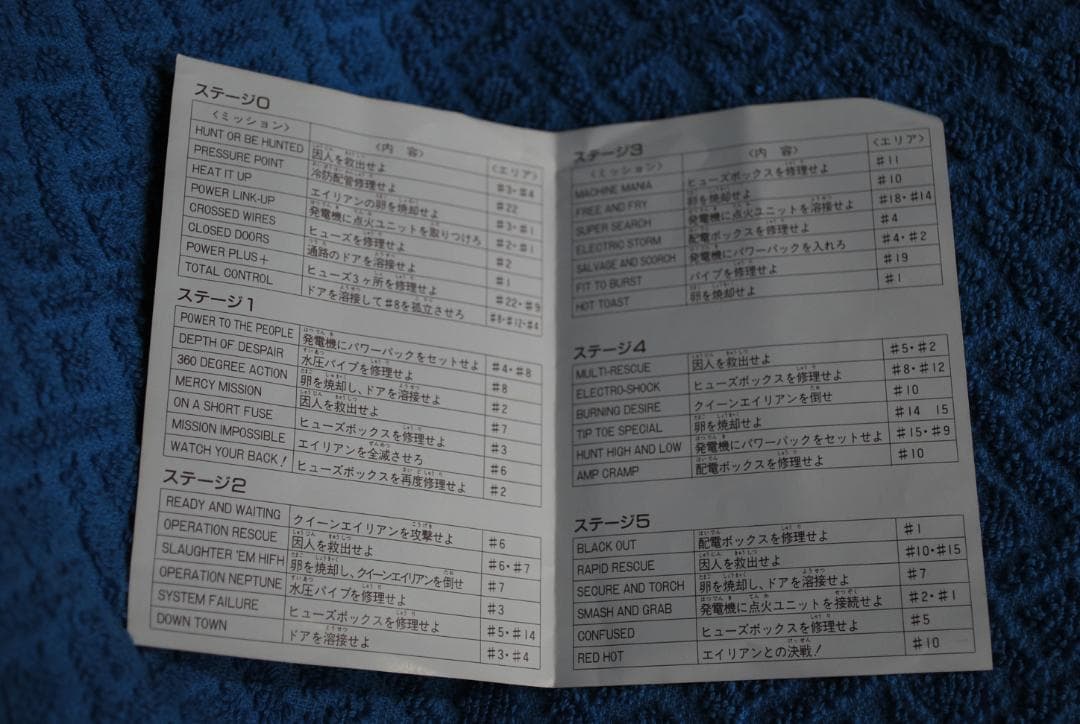 ステージ0
〈ミッション〉 〈内容〉 〈エリア〉
HUNT OR BE HUNTED 囚人を救出せよ #3・#4
PRESSURE POINT 冷防配管修理せよ #22
HEAT IT UP エイリアンの卵を焼却せよ #3・#1
POWER LINK-UP 発電機に点火ユニットを取りつけろ #2・#1
CROSSED WIRES ヒューズを修理せよ #2
CLOSED DOORS 通路のドアを溶接せよ #1
POWER PLUS+ ヒューズ3ヶ所を修理せよ #22・#9
TOTAL CONTROL ドアを溶接して#8を孤立させろ #8・#12・#4
ステージ1
POWER TO THE PEOPLE 発電機にパワーパックをセットせよ #4・#8
DEPTH OF DESPAIR 水圧パイプを修理せよ #8
360 DEGREE ACTION 卵を焼却し、ドアを溶接せよ #2
MERCY MISSION 囚人を救出せよ #7
ON A SHORT FUSE ヒューズボックスを修理せよ #3
MISSION IMPOSSIBLE エイリアンを全滅させろ #6
WATCH YOUR BACK! ヒューズボックスを再度修理せよ #2
ステージ2
READY AND WAITING クイーンエイリアンを攻撃せよ #6
OPERATION RESCUE 囚人を救出せよ #6・#7
SLAUGHTER 'EM HIFH 卵を焼却し、クイーンエイリアンを倒せ #7
OPERATION NEPTUNE 水圧パイプを修理せよ #3
SYSTEM FAILURE ヒューズボックスを修理せよ #5・#14
DOWN TOWN ドアを溶接せよ #3・#4
ステージ3
〈ミッション〉 〈内容〉 〈エリア〉
MACHINE MANIA ヒューズボックスを修理せよ #11
FREE AND FRY 卵を焼却せよ #10
SUPER SEARCH 発電機に点火ユニットを溶接せよ #18・#14
ELECTRIC STORM 配電ボックスを修理せよ #4
SALVAGE AND SCORCH 発電機にパワーパックを入れろ #4・#2
FIT TO BURST パイプを修理せよ #19
HOT TOAST 卵を焼却せよ #1
ステージ4
MULTI-RESCUE 囚人を救出せよ #5・#2
ELECTRO-SHOCK ヒューズボックスを修理せよ #8・#12
BURNING DESIRE クイーンエイリアンを倒せ #10
TIP TOE SPECIAL 卵を焼却せよ #14 15
HUNT HIGH AND LOW 発電機にパワーパックをセットせよ #15・#9
AMP CRAMP 配電ボックスを修理せよ #10
ステージ5
BLACK OUT 配電ボックスを修理せよ #1
RAPID RESCUE 囚人を救出せよ #10・#15
SECURE AND TORCH 卵を焼却し、ドアを溶接せよ #7
SMASH AND GRAB 発電機に点火ユニットを接続せよ #2・#1
CONFUSED ヒューズボックスを修理せよ #5
RED HOT エイリアンとの決戦! #10